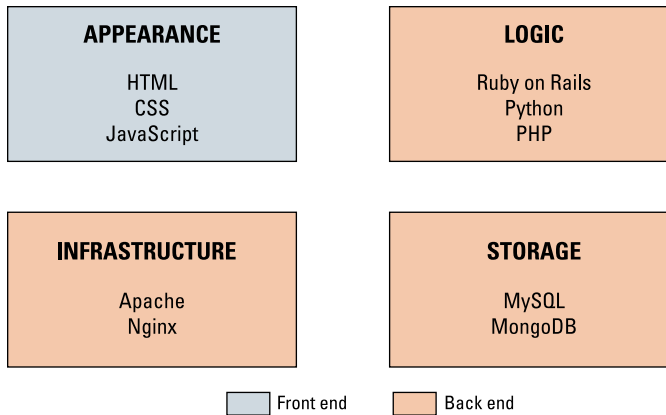 APPEARANCE
HTML
CSS
JavaScript
LOGIC
Ruby on Rails
Python
PHP
INFRASTRUCTURE
Apache
Nginx
STORAGE
MySQL
MongoDB
Front end
Back end